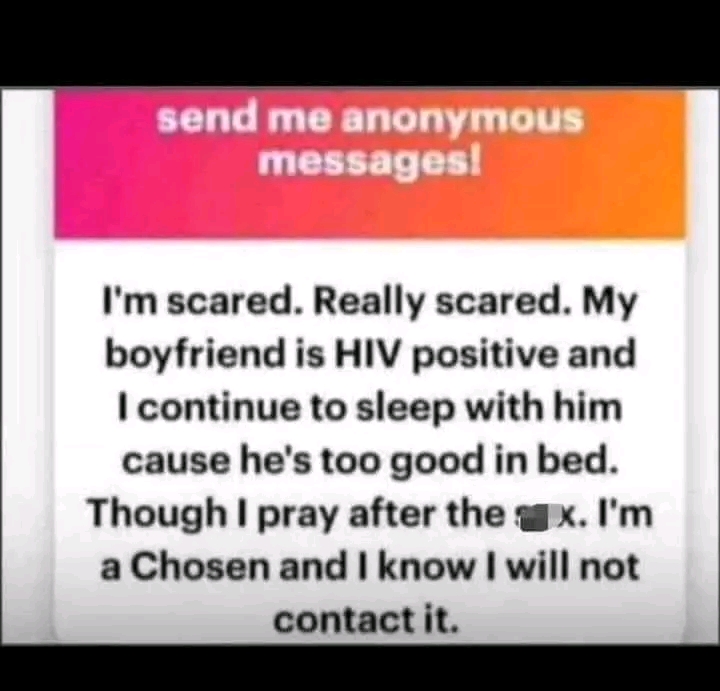 send me anonymous
messages!
I'm scared. Really scared. My
boyfriend is HIV positive and
I continue to sleep with him
cause he's too good in bed.
Though I pray after the I'm
a Chosen and I know I will not
contact it.